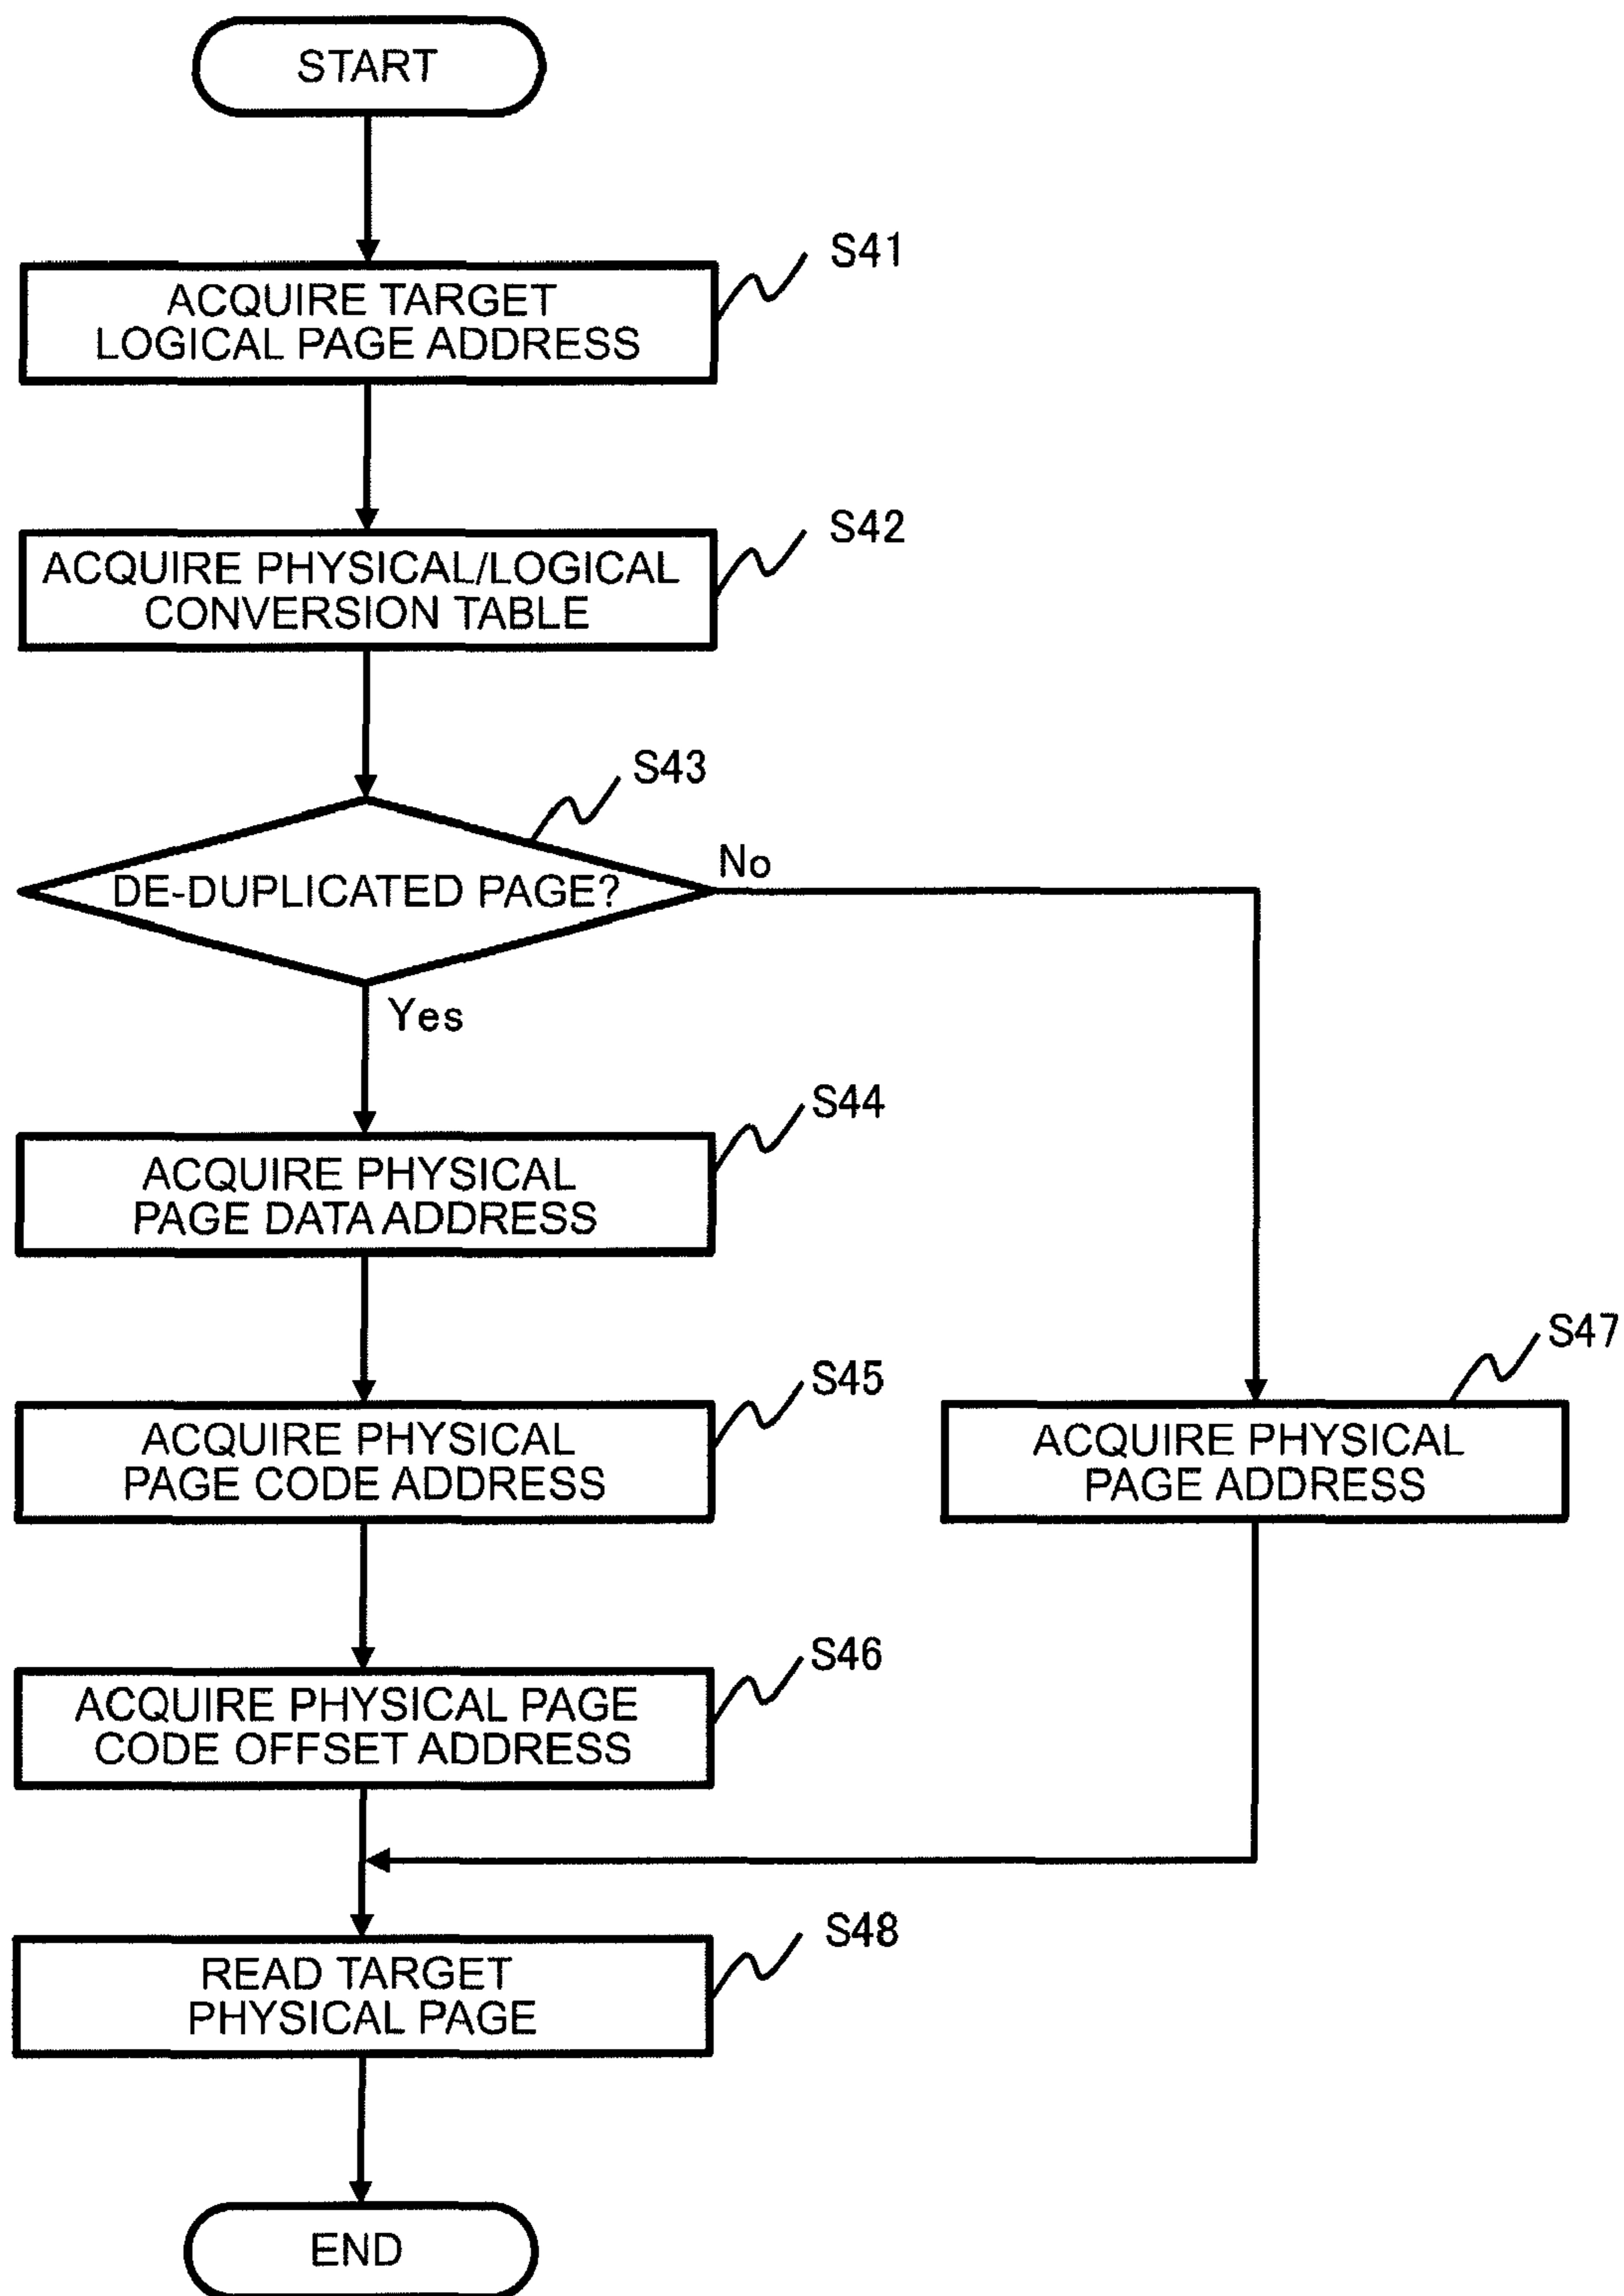 START
S41
ACQUIRE TARGET
LOGICAL PAGE ADDRESS
S42
ACQUIRE PHYSICAL/LOGICAL
CONVERSION TABLE
S43
DE-DUPLICATED PAGE?
No
Yes
S44
ACQUIRE PHYSICAL
PAGE DATA ADDRESS
S45
ACQUIRE PHYSICAL
PAGE CODE ADDRESS
S47
ACQUIRE PHYSICAL
PAGE ADDRESS
S46
ACQUIRE PHYSICAL PAGE
CODE OFFSET ADDRESS
S48
READ TARGET
PHYSICAL PAGE
END